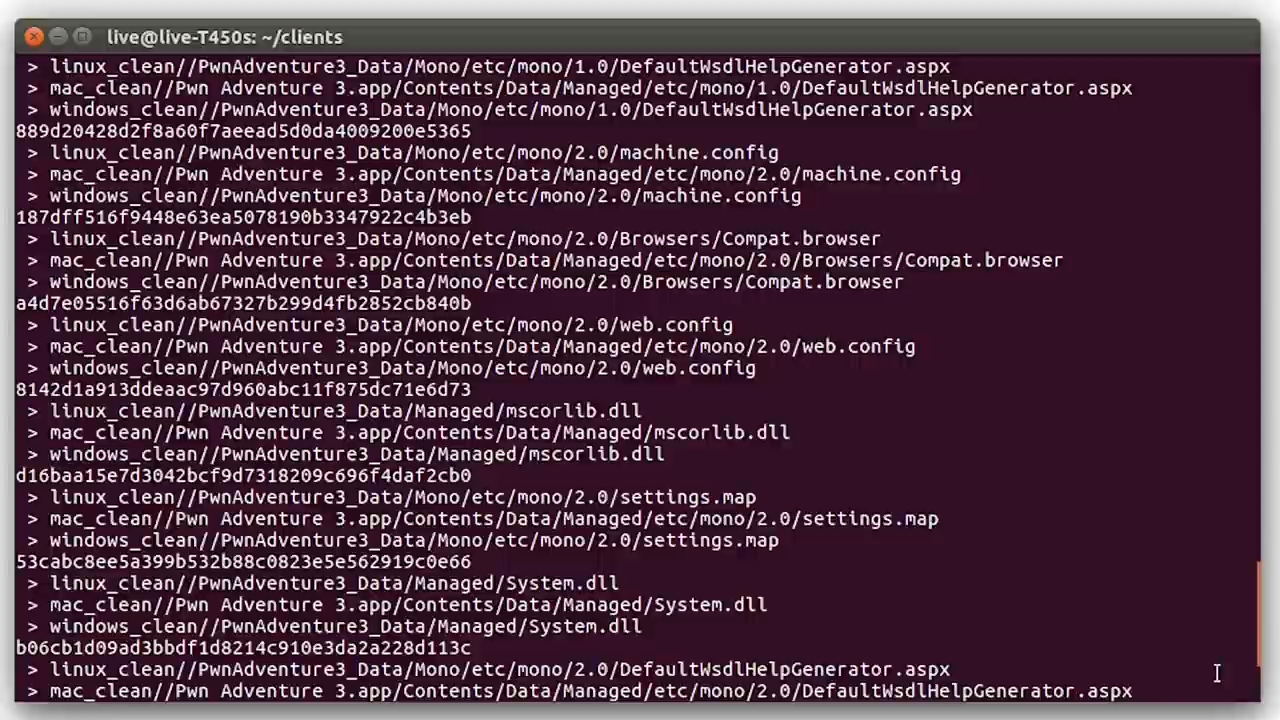 live@live-T450s: ~/clients
> linux_clean//PwnAdventure3_Data/Mono/etc/mono/1.0/DefaultWsdlHelpGenerator.aspx
> mac_clean//Pwn Adventure 3.app/Contents/Data/Managed/etc/mono/1.0/DefaultWsdlHelpGenerator.aspx
> windows_clean//PwnAdventure3_Data/Mono/etc/mono/1.0/DefaultWsdlHelpGenerator.aspx
889d20428d2f8a60f7aeead5d0da4009200e5365
> linux_clean//PwnAdventure3_Data/Mono/etc/mono/2.0/machine.config
> mac_clean//Pwn Adventure 3.app/Contents/Data/Managed/etc/mono/2.0/machine.config
> windows_clean//PwnAdventure3_Data/Mono/etc/mono/2.0/machine.config
187dff516f9448e63ea5078190b3347922c4b3eb
> linux_clean//PwnAdventure3_Data/Mono/etc/mono/2.0/Browsers/Compat.browser
> mac_clean//Pwn Adventure 3.app/Contents/Data/Managed/etc/mono/2.0/Browsers/Compat.browser
> windows_clean//PwnAdventure3_Data/Mono/etc/mono/2.0/Browsers/Compat.browser
a4d7e05516f63d6ab67327b299d4fb2852cb840b
> linux_clean//PwnAdventure3_Data/Mono/etc/mono/2.0/web.config
> mac_clean//Pwn Adventure 3.app/Contents/Data/Managed/etc/mono/2.0/web.config
> windows_clean//PwnAdventure3_Data/Mono/etc/mono/2.0/web.config
8142d1a913ddeaac97d960abc11f875dc71e6d73
> linux_clean//PwnAdventure3_Data/Managed/mscorlib.dll
> mac_clean//Pwn Adventure 3.app/Contents/Data/Managed/mscorlib.dll
> windows_clean//PwnAdventure3_Data/Managed/mscorlib.dll
d16baa15e7d3042bcf9d7318209c696f4daf2cb0
> linux_clean//PwnAdventure3_Data/Mono/etc/mono/2.0/settings.map
> mac_clean//Pwn Adventure 3.app/Contents/Data/Managed/etc/mono/2.0/settings.map
> windows_clean//PwnAdventure3_Data/Mono/etc/mono/2.0/settings.map
53cabc8ee5a399b532b88c0823e5e562919c0e66
> linux_clean//PwnAdventure3_Data/Managed/System.dll
> mac_clean//Pwn Adventure 3.app/Contents/Data/Managed/System.dll
> windows_clean//PwnAdventure3_Data/Managed/System.dll
b06cb1d09ad3bbdf1d8214c910e3da2a228d113c
> linux_clean//PwnAdventure3_Data/Mono/etc/mono/2.0/DefaultWsdlHelpGenerator.aspx
> mac_clean//Pwn Adventure 3.app/Contents/Data/Managed/etc/mono/2.0/DefaultWsdlHelpGenerator.aspx